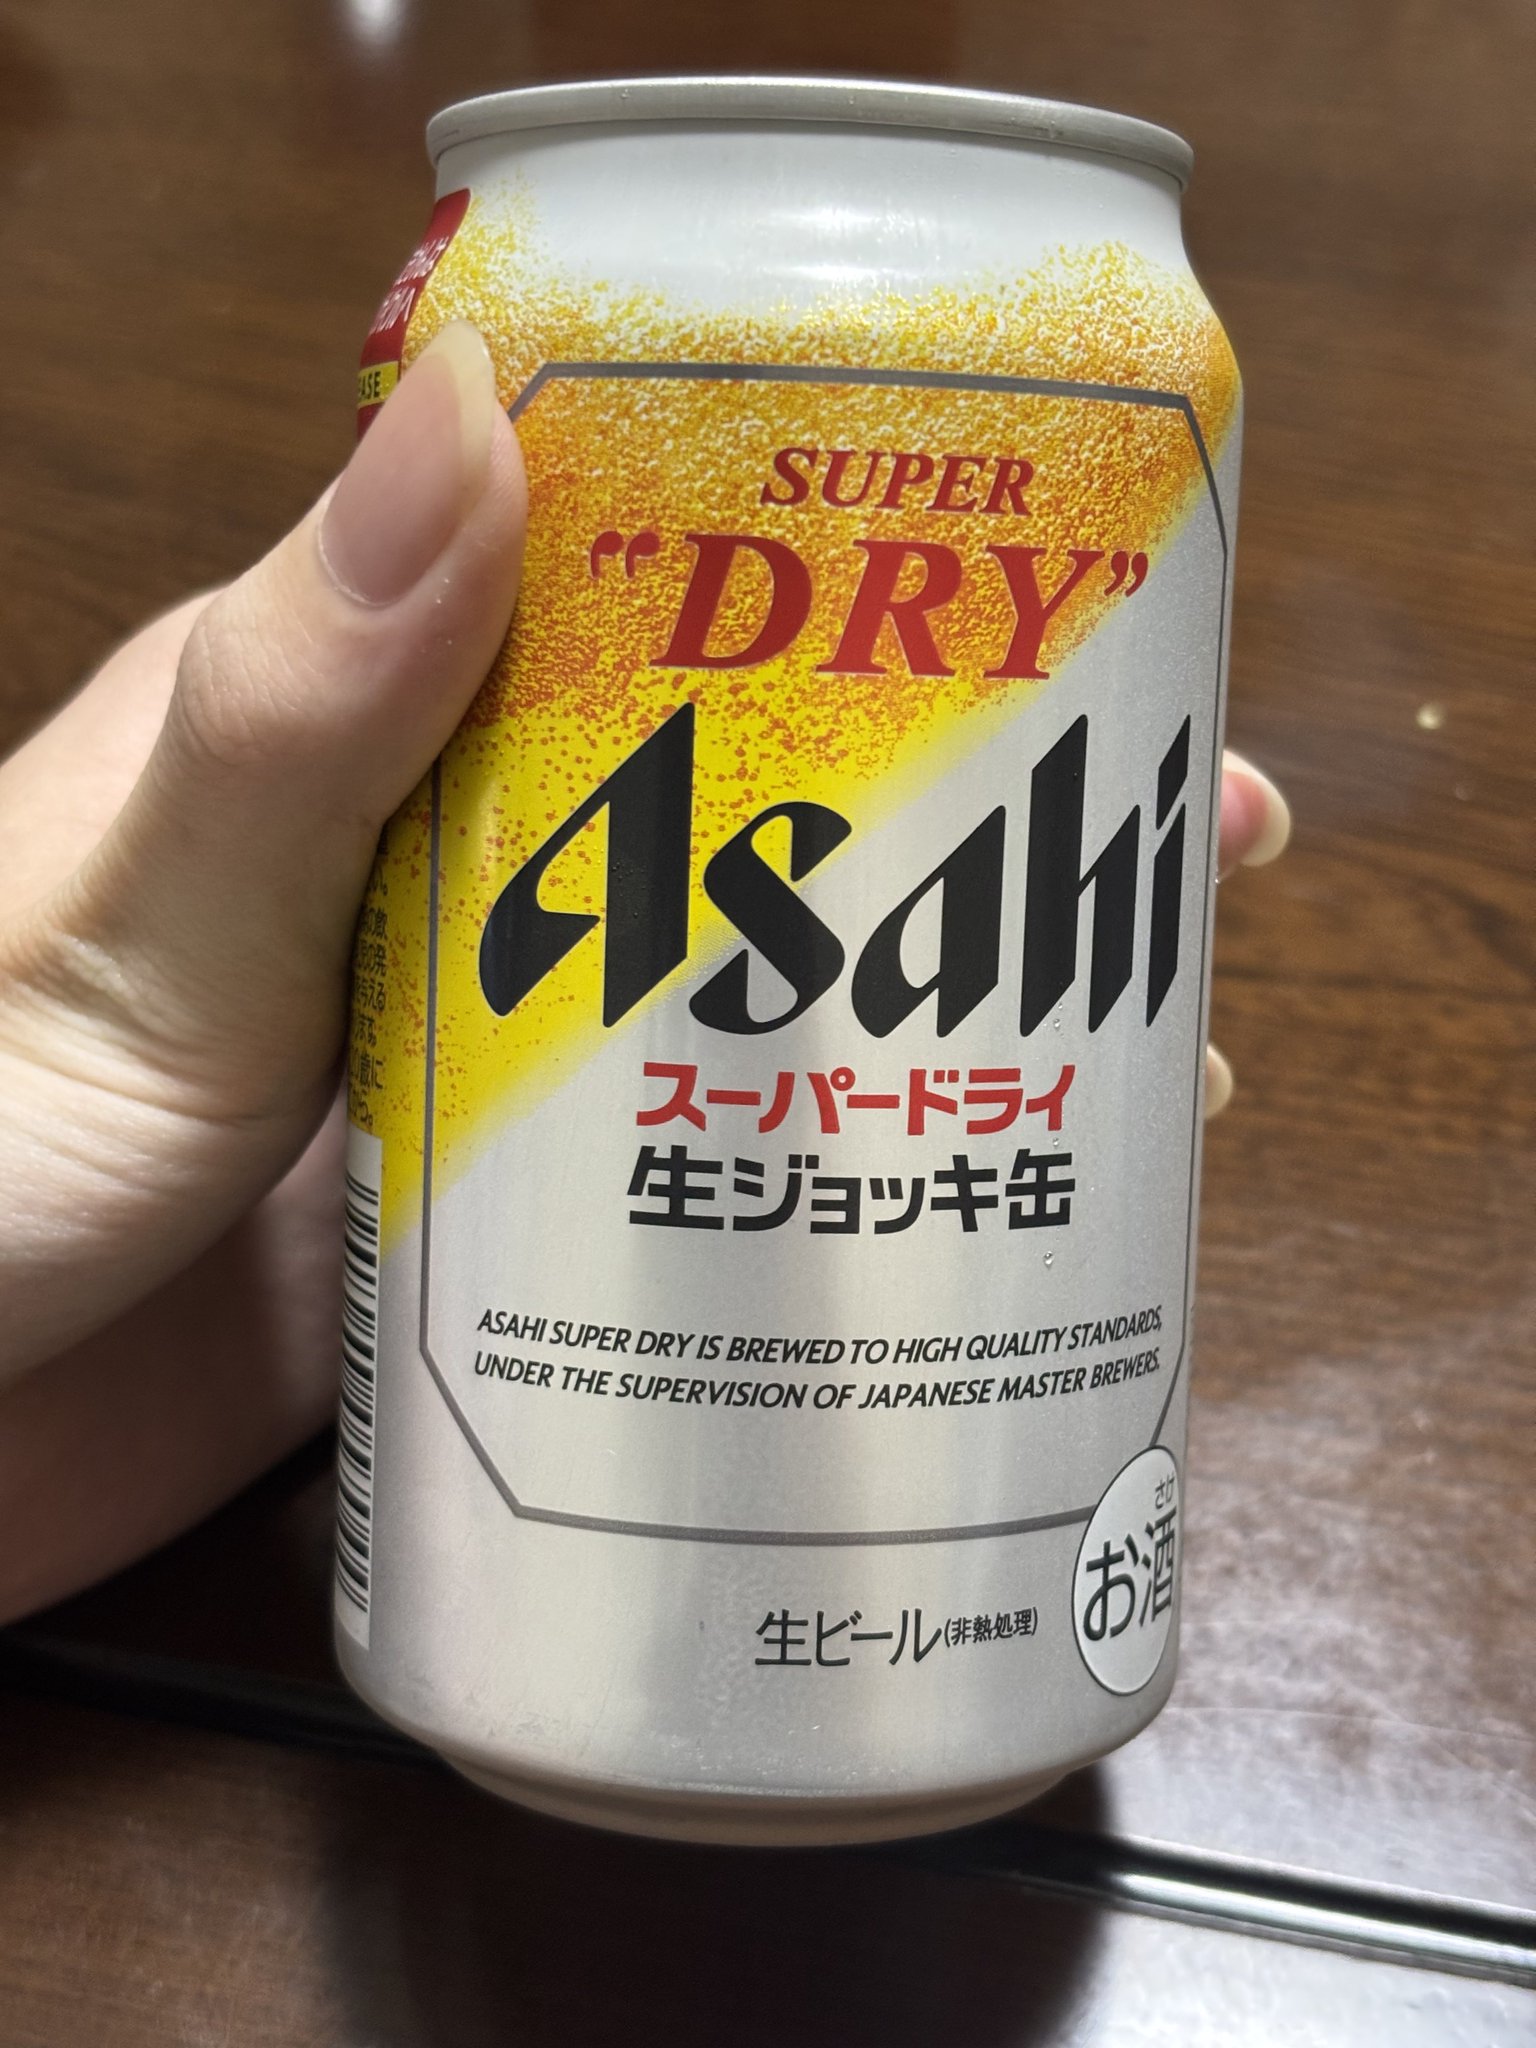 SUPER
"DRY"
Asahi
スーパードライ
生ジョッキ缶
ASAHI SUPER DRY IS BREWED TO HIGH QUALITY STANDARDS,
UNDER THE SUPERVISION OF JAPANESE MASTER BREWERS.
さけ
お酒
生ビール(非熱処理)